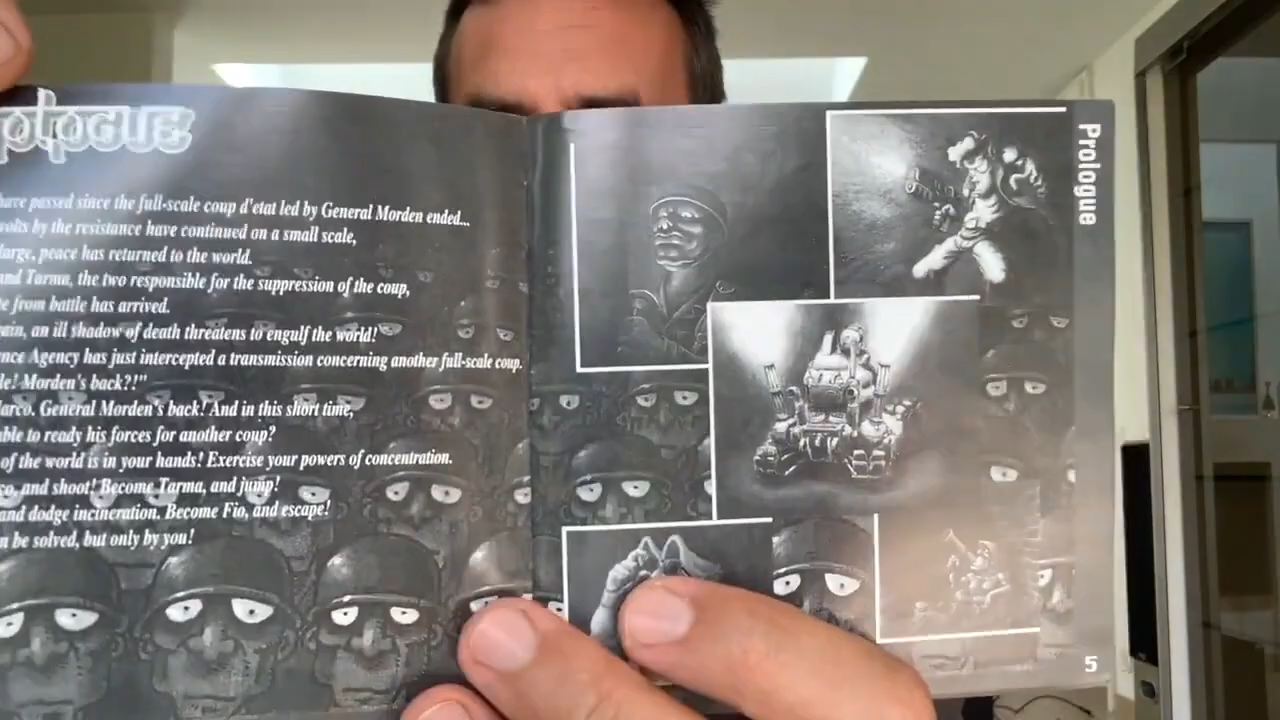 ologue
have passed since the full-scale coup d'etat led by General Morden ended...
volts by the resistance have continued on a small scale,
large, peace has returned to the world.
and Tarma, the two responsible for the suppression of the coup,
e from battle has arrived.
ain, an ill shadow of death threatens to engulf the world!
nce Agency has just intercepted a transmission concerning another full-scale coup.
le! Morden's back?!"
arco. General Morden's back! And in this short time,
ble to ready his forces for another coup?
of the world is in your hands! Exercise your powers of concentration.
co, and shoot! Become Tarma, and jump!
and dodge incineration. Become Fio, and escape!
n be solved, but only by you!
Prologue
5